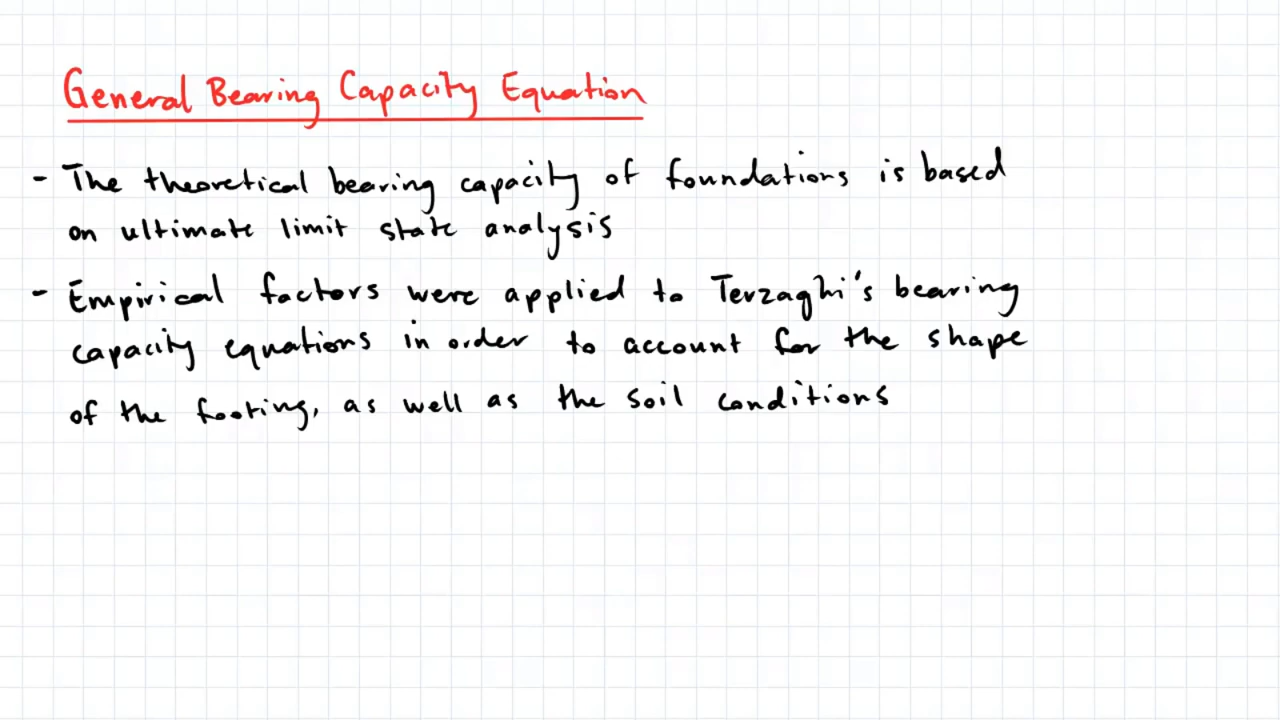 General Bearing Capacity Equation
- The theoretical bearing capacity of foundations is based
on ultimate limit state analysis
- Empirical factors were applied to Terzaghi's bearing
capacity equations in order to account for the shape
of the footing, as well as the soil conditions